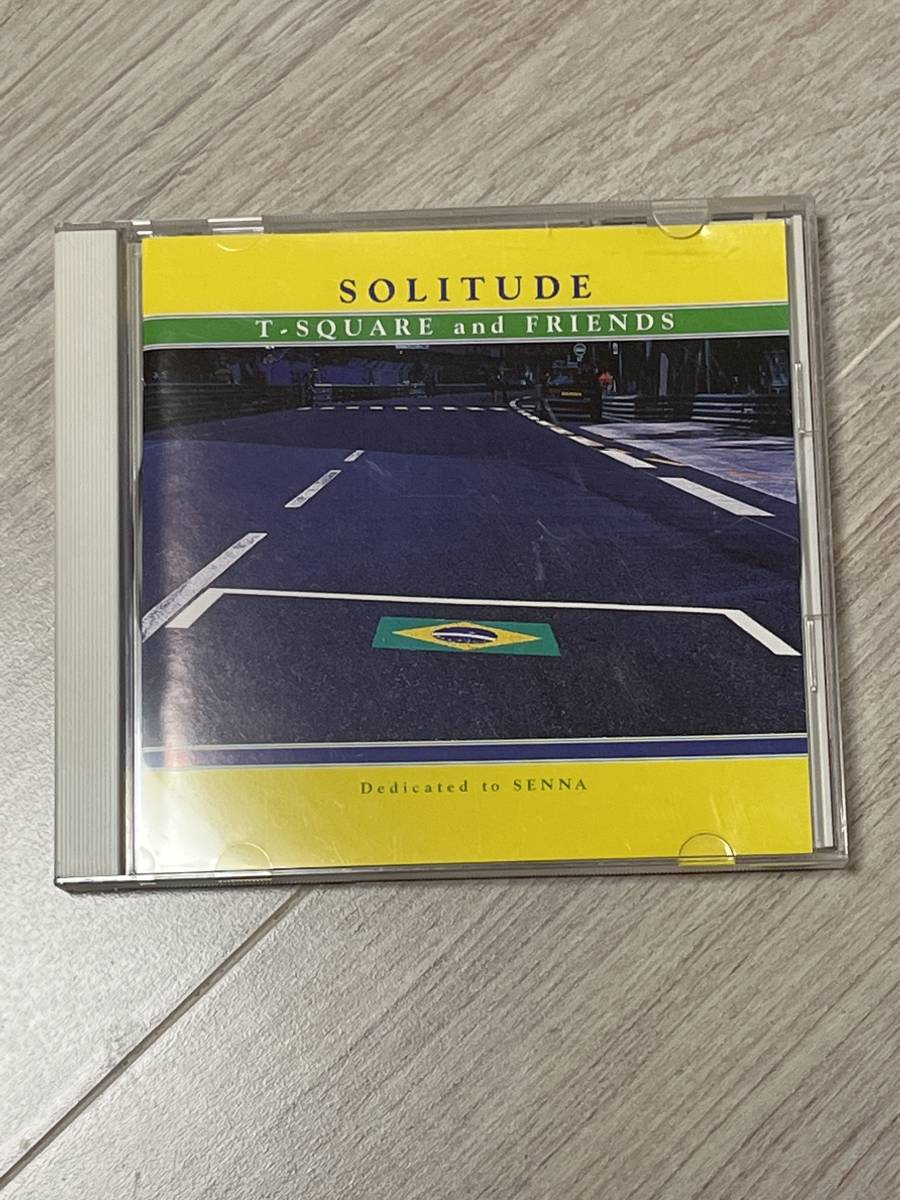 SOLITUDE
T-SQUARE and FRIENDS
Dedicated to SENNA